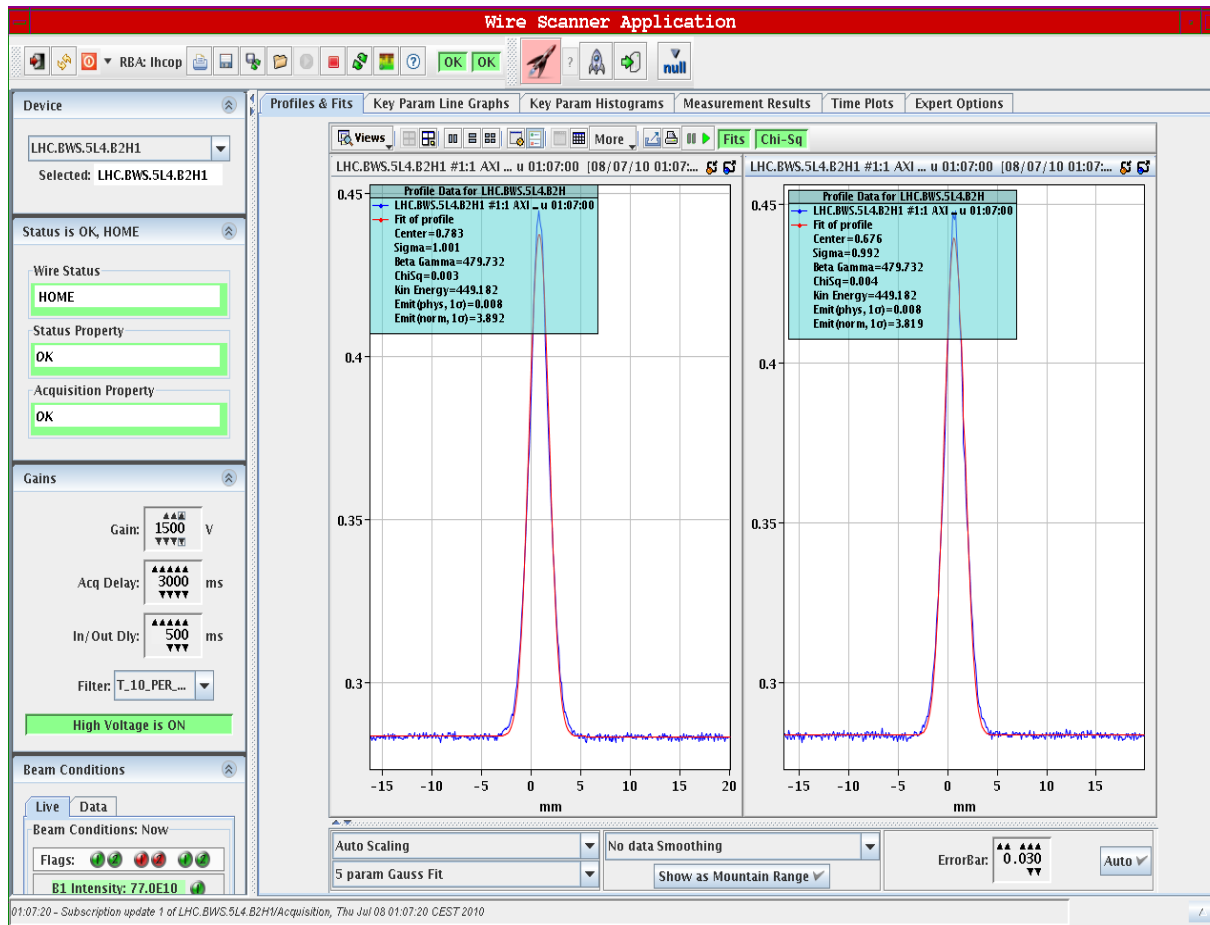 Wire Scanner Application
RBA: lhcop
OK OK
?
null
Device
LHC.BWS.5L4.B2H1
Selected: LHC.BWS.5L4.B2H1
Status is OK, HOME
Wire Status
HOME
Status Property
OK
Acquisition Property
OK
Gains
Gain: 1500 V
Acq Delay: 3000 ms
In/Out Dly: 500 ms
Filter: T_10_PER_...
High Voltage is ON
Beam Conditions
Live Data
Beam Conditions: Now
Flags: 1 2 1 2 1 2
B1 Intensity: 77.0E10
Profiles & Fits Key Param Line Graphs Key Param Histograms Measurement Results Time Plots Expert Options
Views More Fits Chi-Sq
LHC.BWS.5L4.B2H1 #1:1 AXI ... u 01:07:00 [08/07/10 01:07:...
0.45
0.4
0.35
0.3
Profile Data for LHC.BWS.5L4.B2H
LHC.BWS.5L4.B2H1 #1:1 AXI ... u 01:07:00
Fit of profile
Center=0.783
Sigma=1.001
Beta Gamma=479.732
ChiSq=0.003
Kin Energy=449.182
Emit(phys, 1σ)=0.008
Emit(norm, 1σ)=3.892
-15 -10 -5 0 5 10 15 20
mm
LHC.BWS.5L4.B2H1 #1:1 AXI ... u 01:07:00 [08/07/10 01:07:...
0.45
0.4
0.35
0.3
Profile Data for LHC.BWS.5L4.B2H
LHC.BWS.5L4.B2H1 #1:1 AXI ... u 01:07:00
Fit of profile
Center=0.676
Sigma=0.992
Beta Gamma=479.732
ChiSq=0.004
Kin Energy=449.182
Emit(phys, 1σ)=0.008
Emit(norm, 1σ)=3.819
-15 -10 -5 0 5 10 15
mm
Auto Scaling
5 param Gauss Fit
No data Smoothing
Show as Mountain Range
ErrorBar: 0.030
Auto
01:07:20 - Subscription update 1 of LHC.BWS.5L4.B2H1/Acquisition, Thu Jul 08 01:07:20 CEST 2010